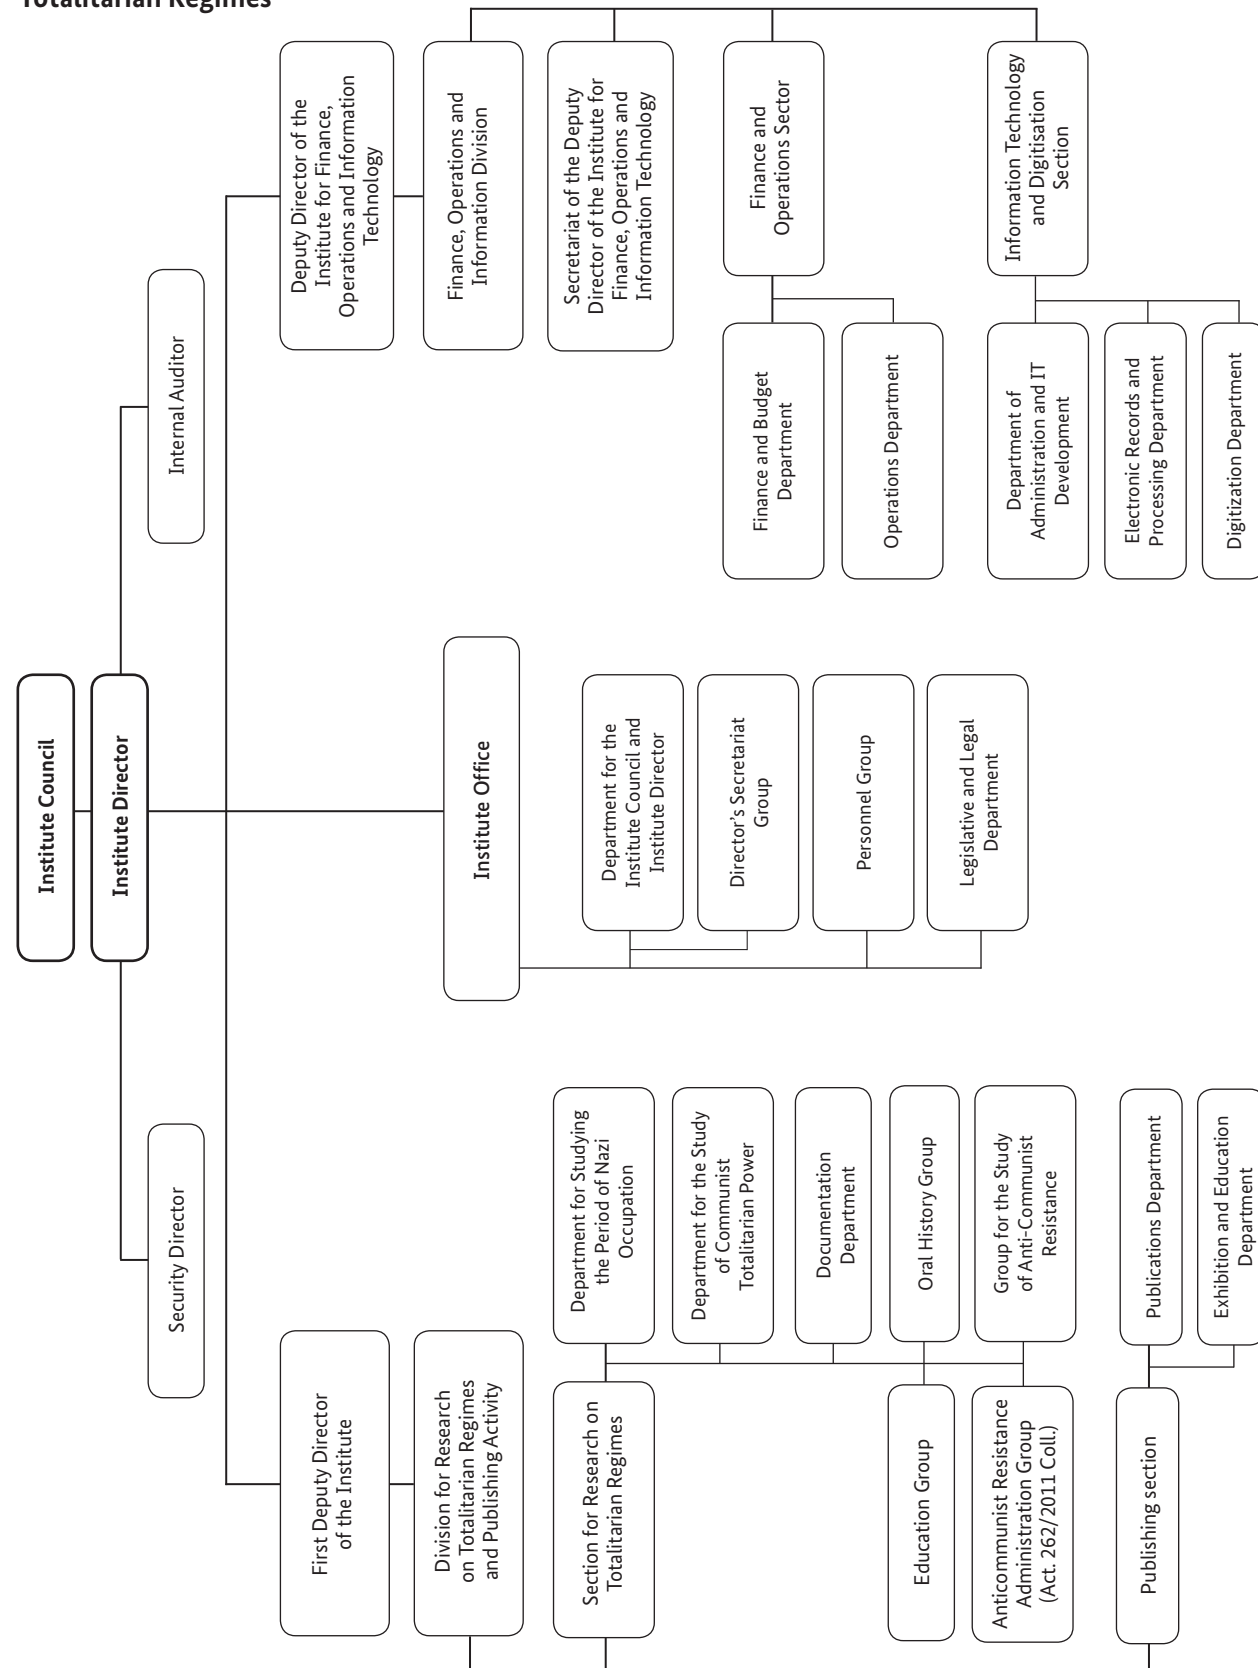 Totalitarian Regimes
Institute Council
Institute Director
Security Director
Internal Auditor
First Deputy Director
of the Institute
Division for Research
on Totalitarian Regimes
and Publishing Activity
Section for Research on
Totalitarian Regimes
Department for Studying
the Period of Nazi
Occupation
Department for the Study
of Communist
Totalitarian Power
Documentation
Department
Oral History Group
Group for the Study
of Anti-Communist
Resistance
Education Group
Anticommunist Resistance
Administration Group
(Act. 262/2011 Coll.)
Publishing section
Publications Department
Exhibition and Education
Department
Institute Office
Department for the
Institute Council and
Institute Director
Director’s Secretariat
Group
Personnel Group
Legislative and Legal
Department
Deputy Director of the
Institute for Finance,
Operations and Information
Technology
Finance, Operations and
Information Division
Secretariat of the Deputy
Director of the Institute for
Finance, Operations and
Information Technology
Finance and
Operations Sector
Finance and Budget
Department
Operations Department
Information Technology
and Digitisation
Section
Department of
Administration and IT
Development
Electronic Records and
Processing Department
Digitization Department